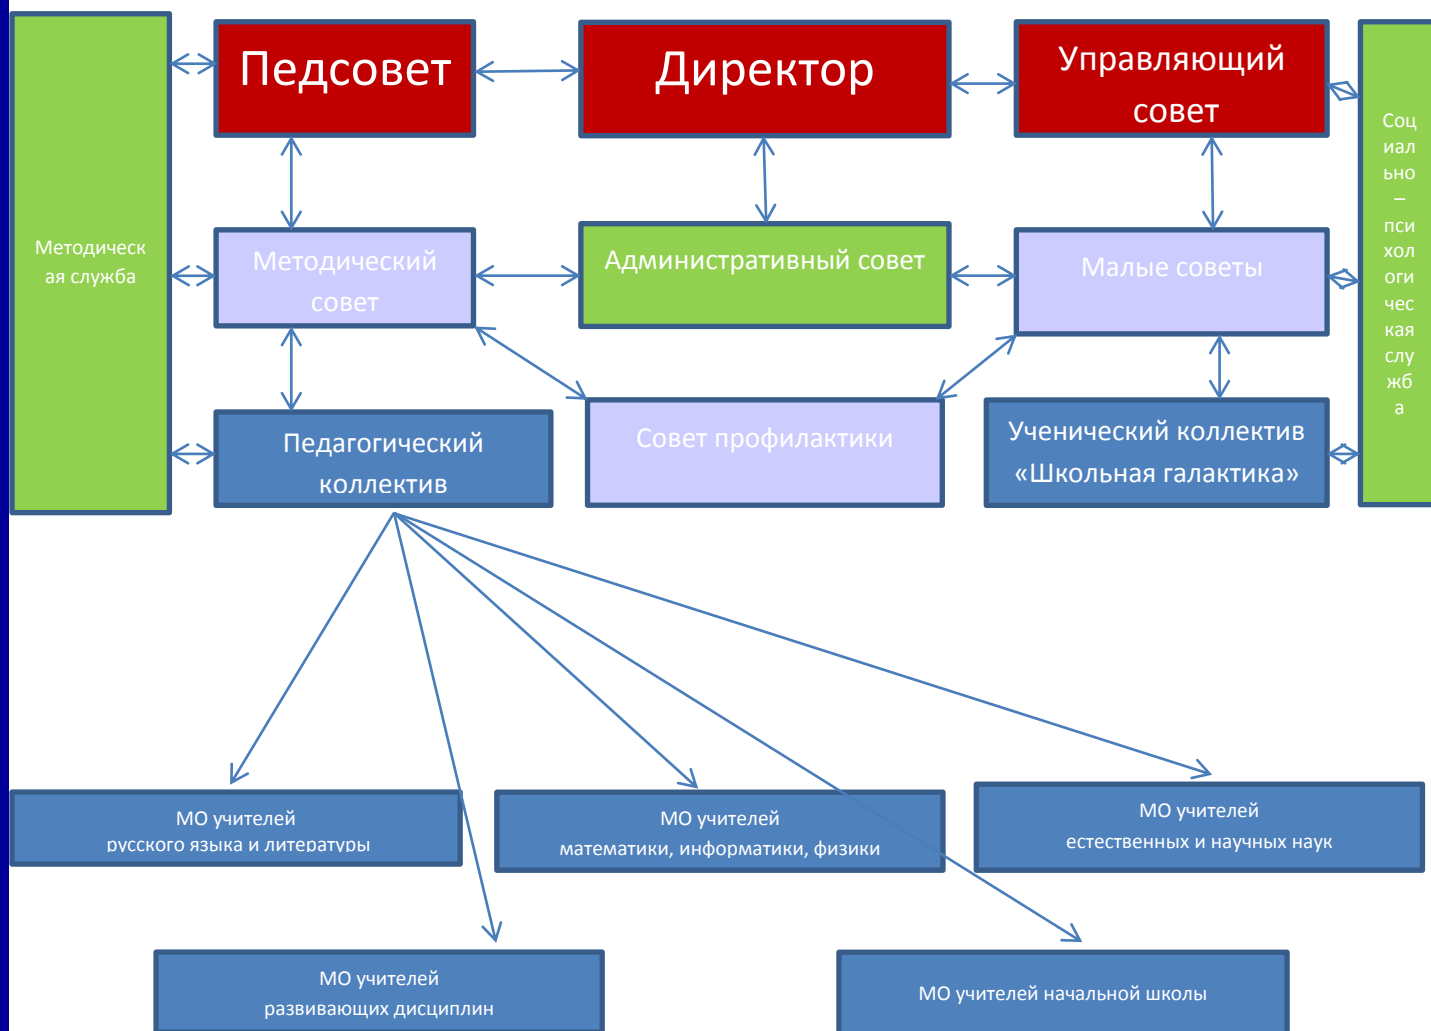 Педсовет
Директор
Управляющий
совет
Методическ
ая служба
Методический
совет
Административный совет
Малые советы
Соц
иал
ьно
–
пси
хол
оги
чес
кая
слу
жб
а
Педагогический
коллектив
Совет профилактики
Ученический коллектив
«Школьная галактика»
МО учителей
русского языка и литературы
МО учителей
математики, информатики, физики
МО учителей
естественных и научных наук
МО учителей
развивающих дисциплин
МО учителей начальной школы